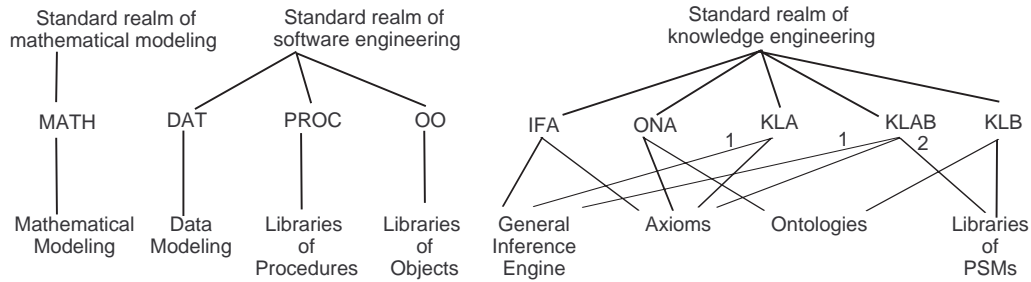 Standard realm of
mathematical modeling
Standard realm of
software engineering
Standard realm of
knowledge engineering
MATH
DAT
PROC
OO
IFA
ONA
KLA
KLAB
KLB
1
1
2
Mathematical
Modeling
Data
Modeling
Libraries
of
Procedures
Libraries
of
Objects
General
Inference
Engine
Axioms
Ontologies
Libraries
of
PSMs